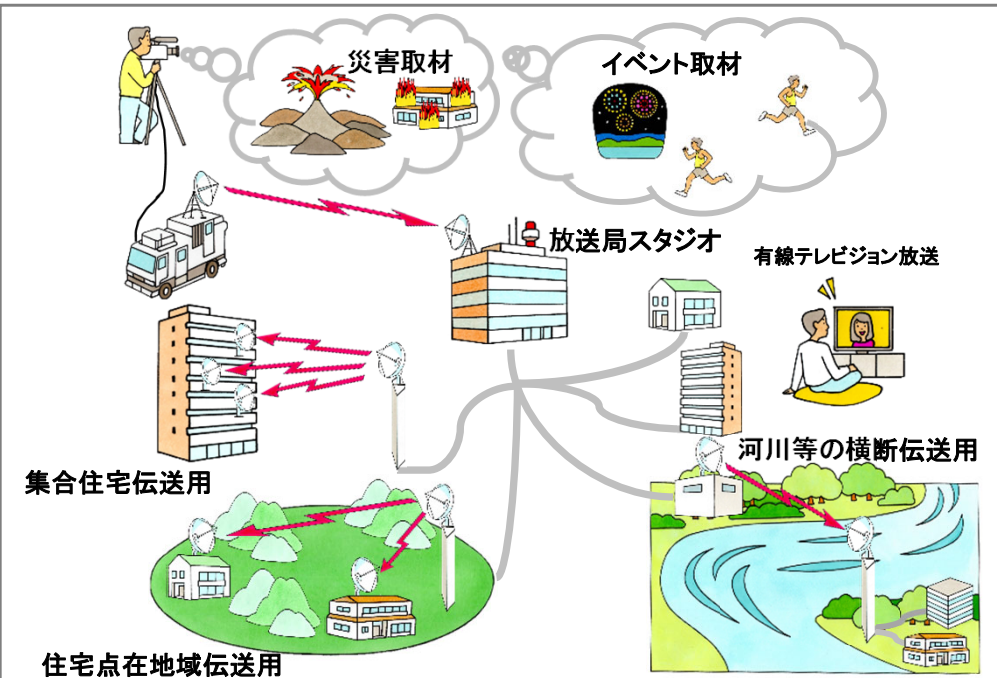 災害取材
イベント取材
放送局スタジオ
有線テレビジョン放送
集合住宅伝送用
河川等の横断伝送用
住宅点在地域伝送用